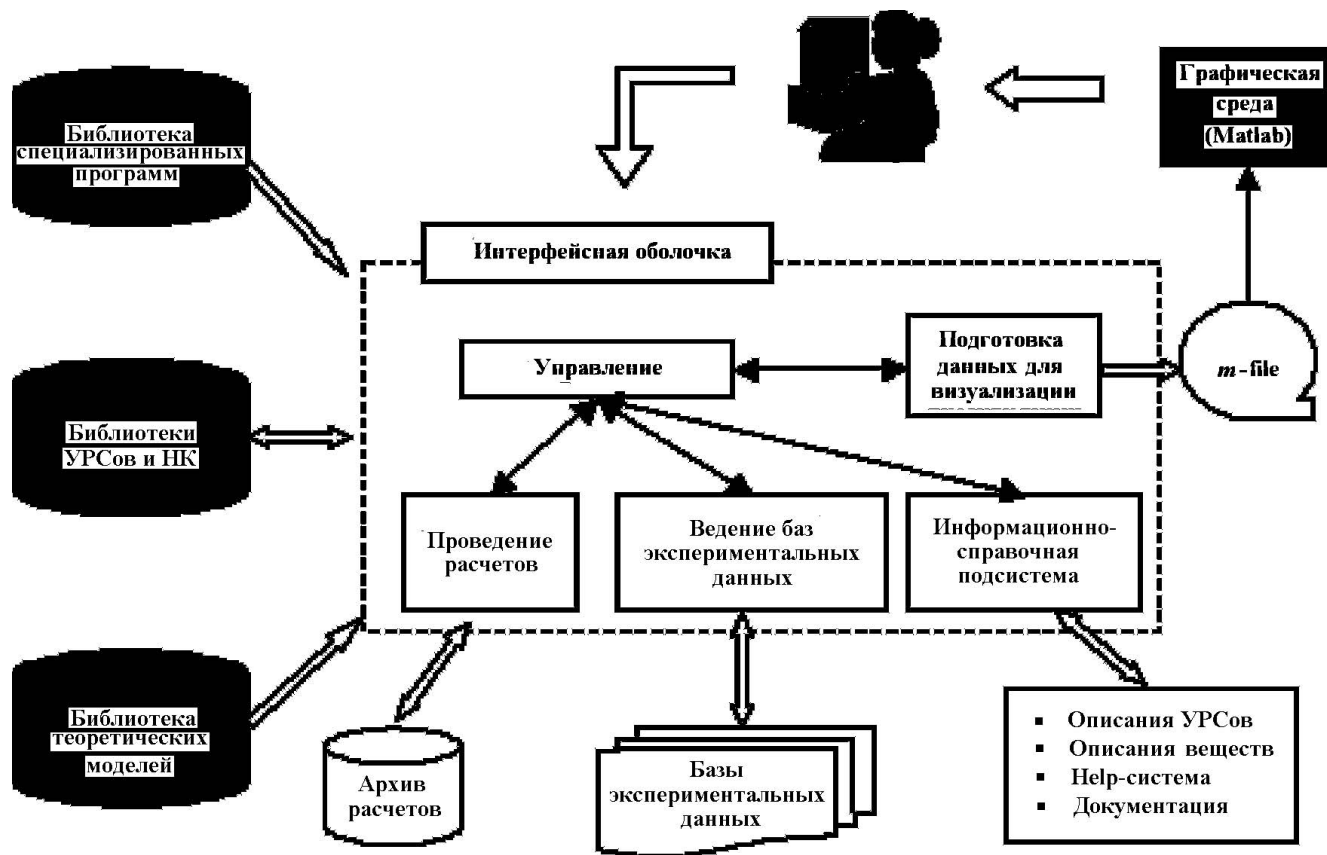 Графическая
среда
(Matlab)
Библиотека
специализированных
программ
Интерфейсная оболочка
Управление
Подготовка
данных для
визуализации
m-file
Библиотеки
УРСов и НК
Проведение
расчетов
Ведение баз
экспериментальных
данных
Информационно-
справочная
подсистема
Библиотека
теоретических
моделей
Архив
расчетов
Базы
экспериментальных
данных
▪ Описания УРСов
▪ Описания веществ
▪ Help-система
▪ Документация